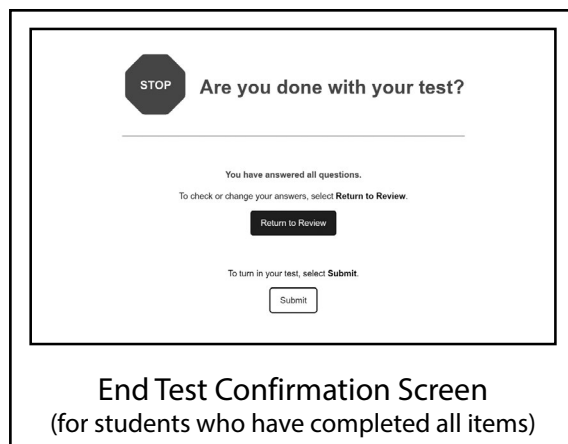 STOP
Are you done with your test?
You have answered all questions.
To check or change your answers, select Return to Review.
Return to Review
To turn in your test, select Submit.
Submit
End Test Confirmation Screen
(for students who have completed all items)